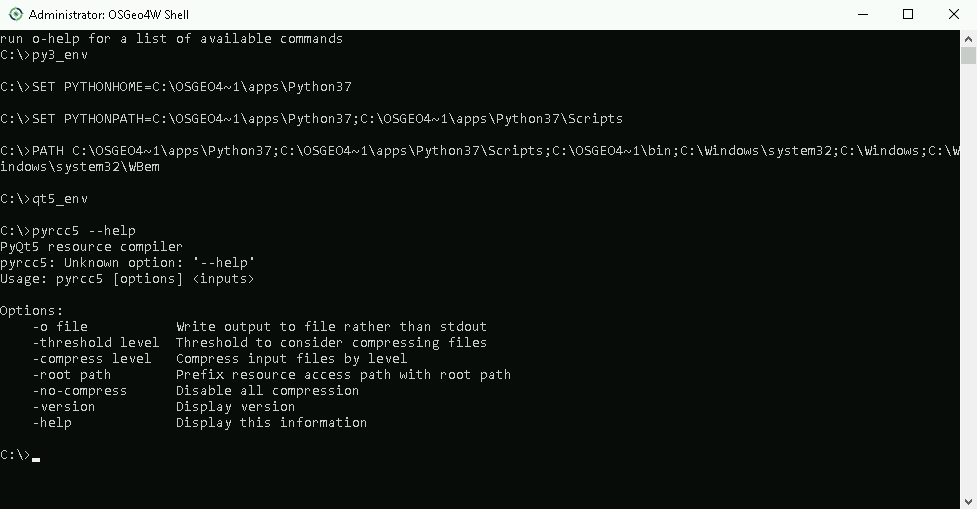 Administrator: OSGeo4W Shell
run o-help for a list of available commands
C:\>py3_env
C:\>SET PYTHONHOME=C:\OSGEO4~1\apps\Python37
C:\>SET PYTHONPATH=C:\OSGEO4~1\apps\Python37;C:\OSGEO4~1\apps\Python37\Scripts
C:\>PATH C:\OSGEO4~1\apps\Python37;C:\OSGEO4~1\apps\Python37\Scripts;C:\OSGEO4~1\bin;C:\Windows\system32;C:\Windows;C:\W
indows\system32\WBem
C:\>qt5_env
C:\>pyrcc5 --help
PyQt5 resource compiler
pyrcc5: Unknown option: '--help'
Usage: pyrcc5 [options] <inputs>
Options:
    -o file           Write output to file rather than stdout
    -threshold level  Threshold to consider compressing files
    -compress level   Compress input files by level
    -root path        Prefix resource access path with root path
    -no-compress      Disable all compression
    -version          Display version
    -help             Display this information
C:\>